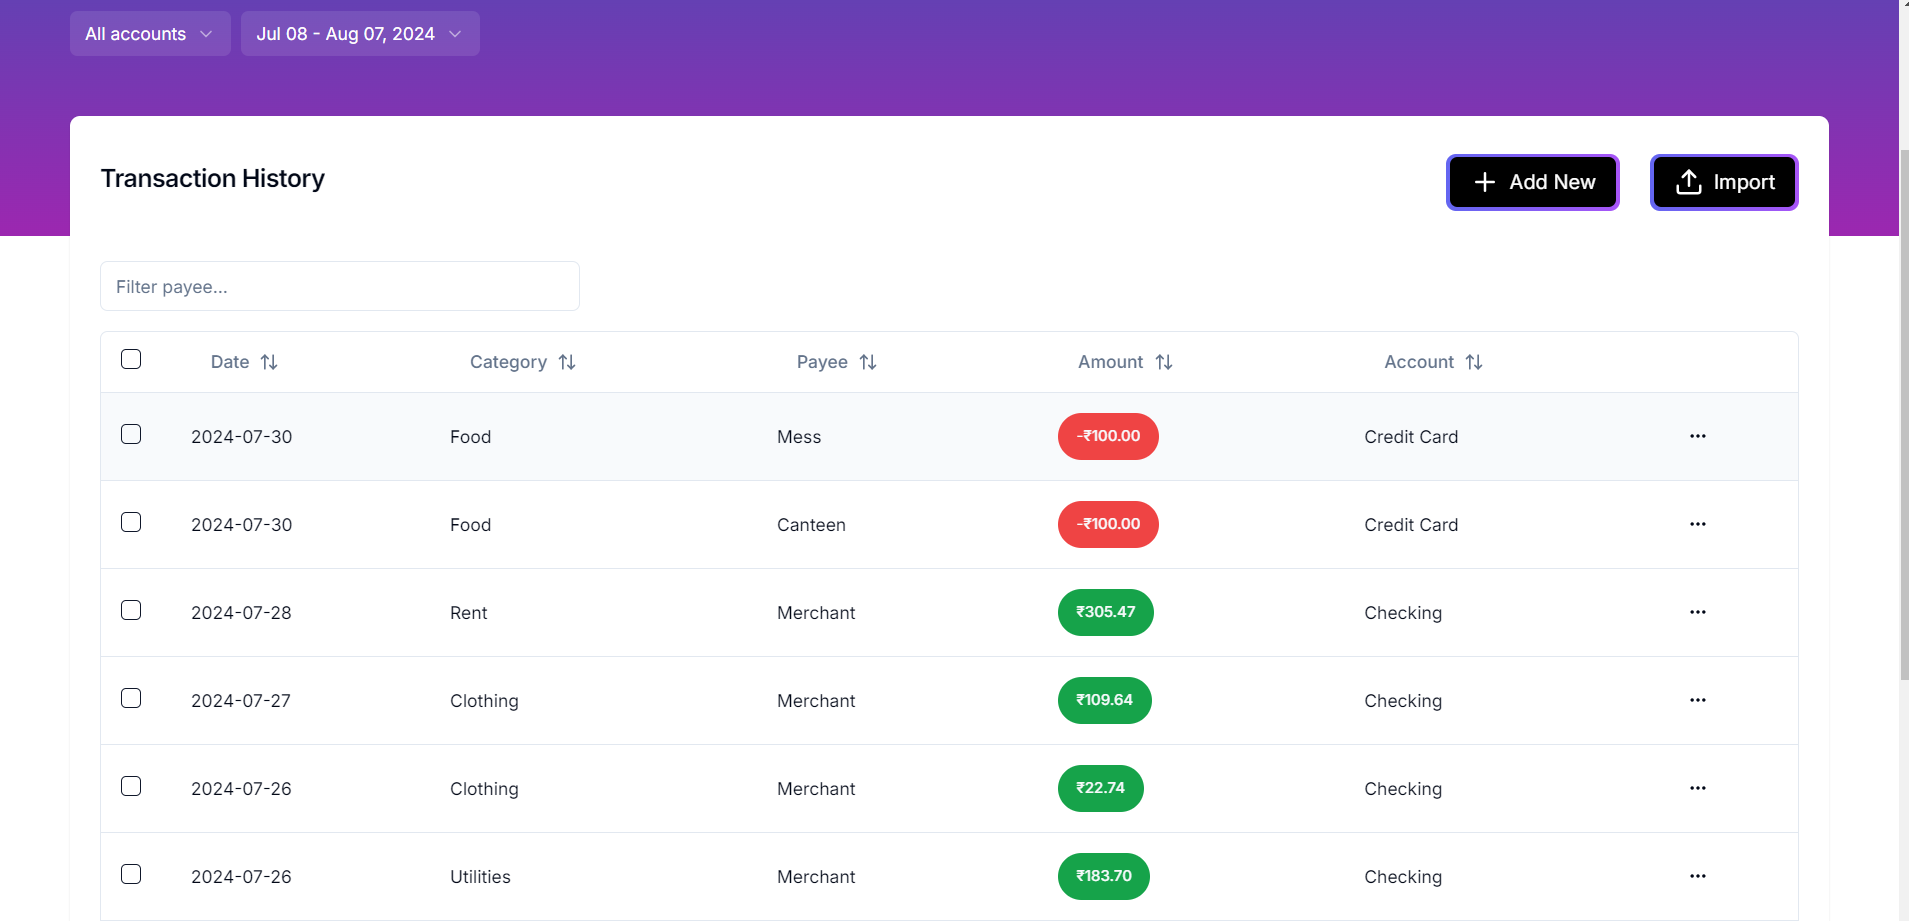 All accounts Jul 08 - Aug 07, 2024
Transaction History Add New Import
Filter payee...
Date Category Payee Amount Account
2024-07-30 Food Mess -₹100.00 Credit Card
2024-07-30 Food Canteen -₹100.00 Credit Card
2024-07-28 Rent Merchant ₹305.47 Checking
2024-07-27 Clothing Merchant ₹109.64 Checking
2024-07-26 Clothing Merchant ₹22.74 Checking
2024-07-26 Utilities Merchant ₹183.70 Checking